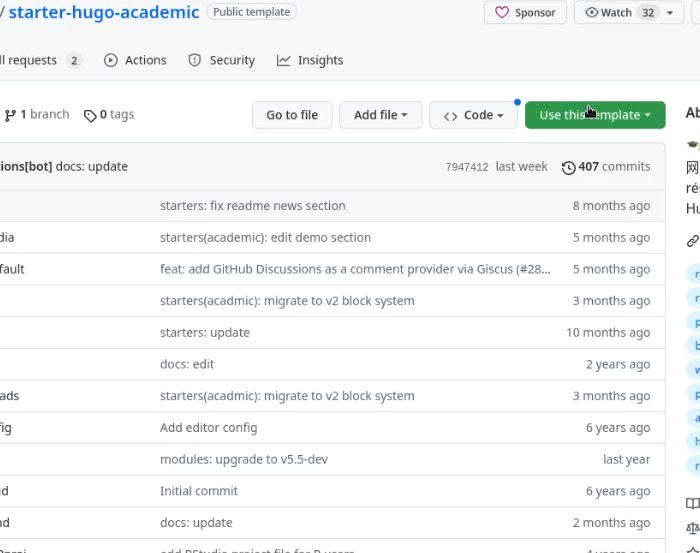 / starter-hugo-academic Public template Sponsor Watch 32
ll requests 2 Actions Security Insights
1 branch 0 tags Go to file Add file Code Use this template Ab
ions[bot] docs: update 7947412 last week 407 commits
starters: fix readme news section 8 months ago
dia starters(academic): edit demo section 5 months ago
fault feat: add GitHub Discussions as a comment provider via Giscus (#28... 5 months ago
starters(acadmic): migrate to v2 block system 3 months ago
starters: update 10 months ago
docs: edit 2 years ago
ads starters(acadmic): migrate to v2 block system 3 months ago
fig Add editor config 6 years ago
modules: upgrade to v5.5-dev last year
d Initial commit 6 years ago
nd docs: update 2 months ago
网
ré
Hu